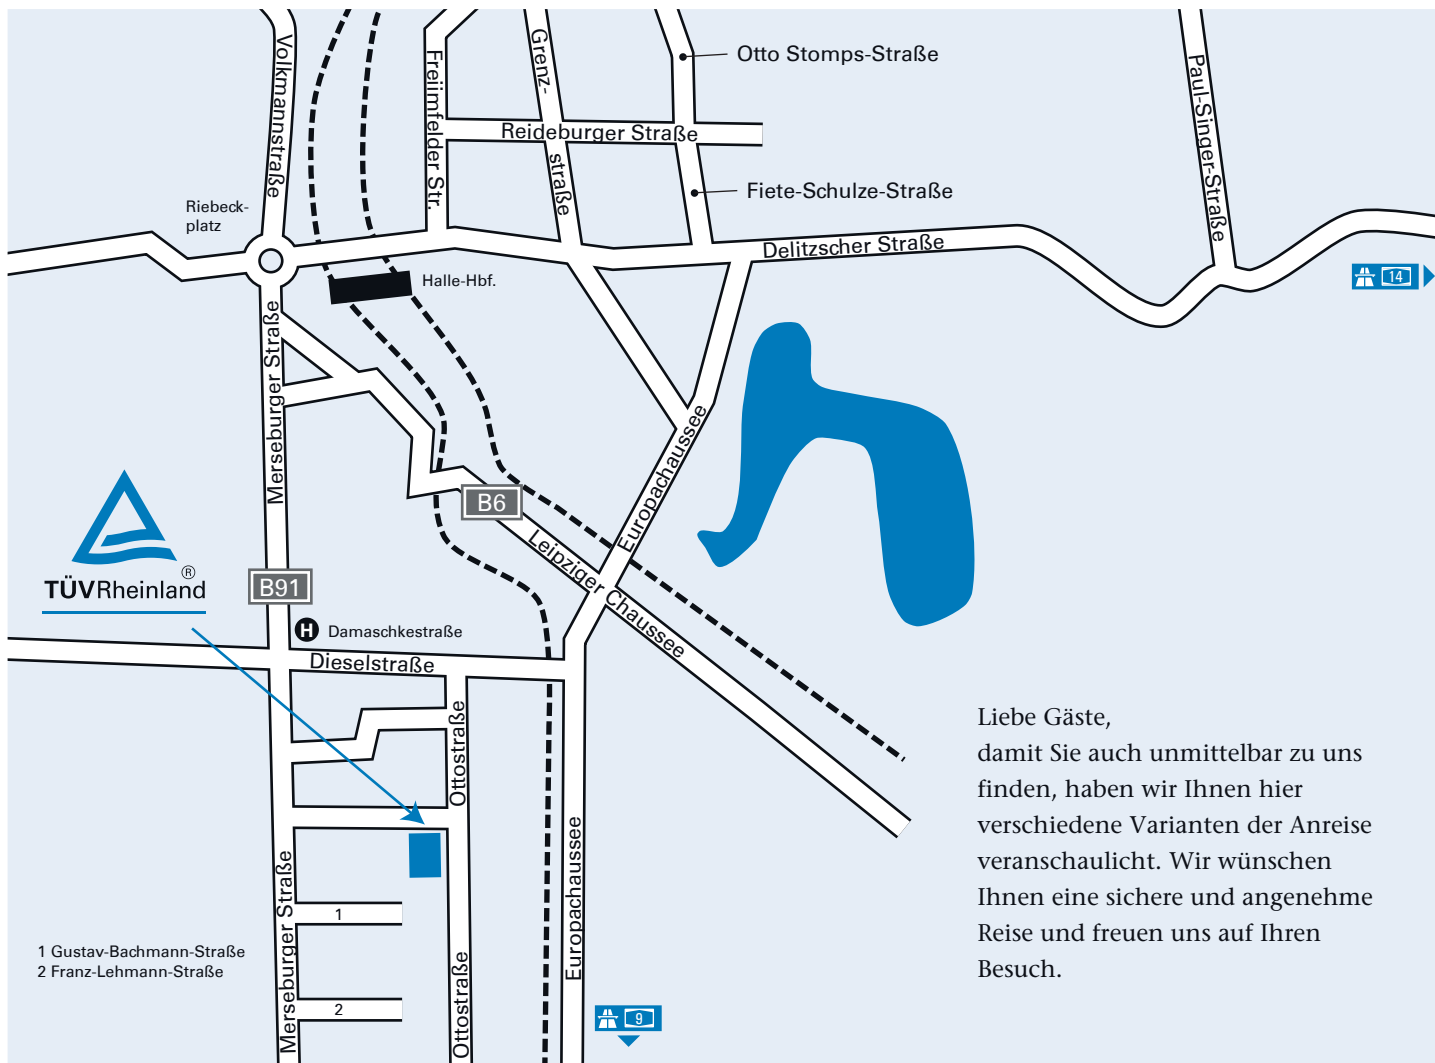 Volkmannstraße
Freiimfelder Str.
Grenz-
straße
Otto Stomps-Straße
Paul-Singer-Straße
Reideburger Straße
Fiete-Schulze-Straße
Riebeck-
platz
Delitzscher Straße
Halle-Hbf.
14
Merseburger Straße
Europachaussee
B6
Leipziger Chaussee
®
TÜVRheinland
B91
H Damaschkestraße
Dieselstraße
Ottostraße
Liebe Gäste,
damit Sie auch unmittelbar zu uns
finden, haben wir Ihnen hier
verschiedene Varianten der Anreise
veranschaulicht. Wir wünschen
Ihnen eine sichere und angenehme
Reise und freuen uns auf Ihren
Besuch.
Merseburger Straße
Europachaussee
1
1 Gustav-Bachmann-Straße
2 Franz-Lehmann-Straße
Ottostraße
2
9